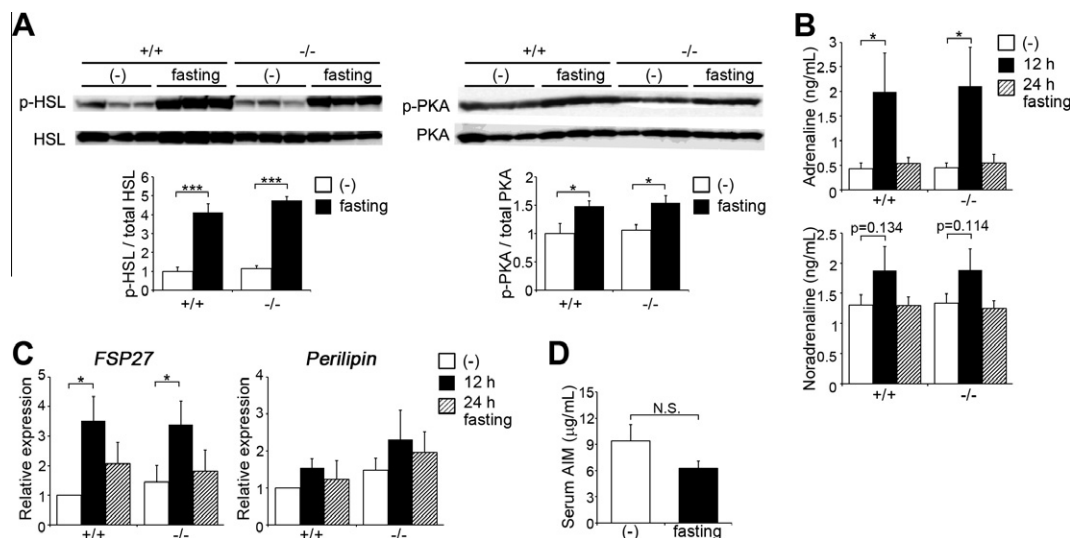 A
+/+
-/-
(-)
fasting
(-)
fasting
p-HSL
HSL
+/+
-/-
(-)
fasting
(-)
fasting
p-PKA
PKA
p-HSL / total HSL
6
5
4
3
2
1
0
***
***
+/+
-/-
(-)
fasting
p-PKA / total PKA
2
1.5
1
0.5
0
*
*
+/+
-/-
(-)
fasting
B
Adrenaline (ng/mL)
3
2.5
2
1.5
1
0.5
0
*
*
+/+
-/-
(-)
12 h
24 h
fasting
Noradrenaline (ng/mL)
2.5
2
1.5
1
0.5
0
p=0.134
p=0.114
+/+
-/-
C
FSP27
Relative expression
5
4
3
2
1
0
*
*
+/+
-/-
Perilipin
Relative expression
5
4
3
2
1
0
+/+
-/-
(-)
12 h
24 h
fasting
D
Serum AIM (µg/mL)
15
12
9
6
3
0
N.S.
(-)
fasting